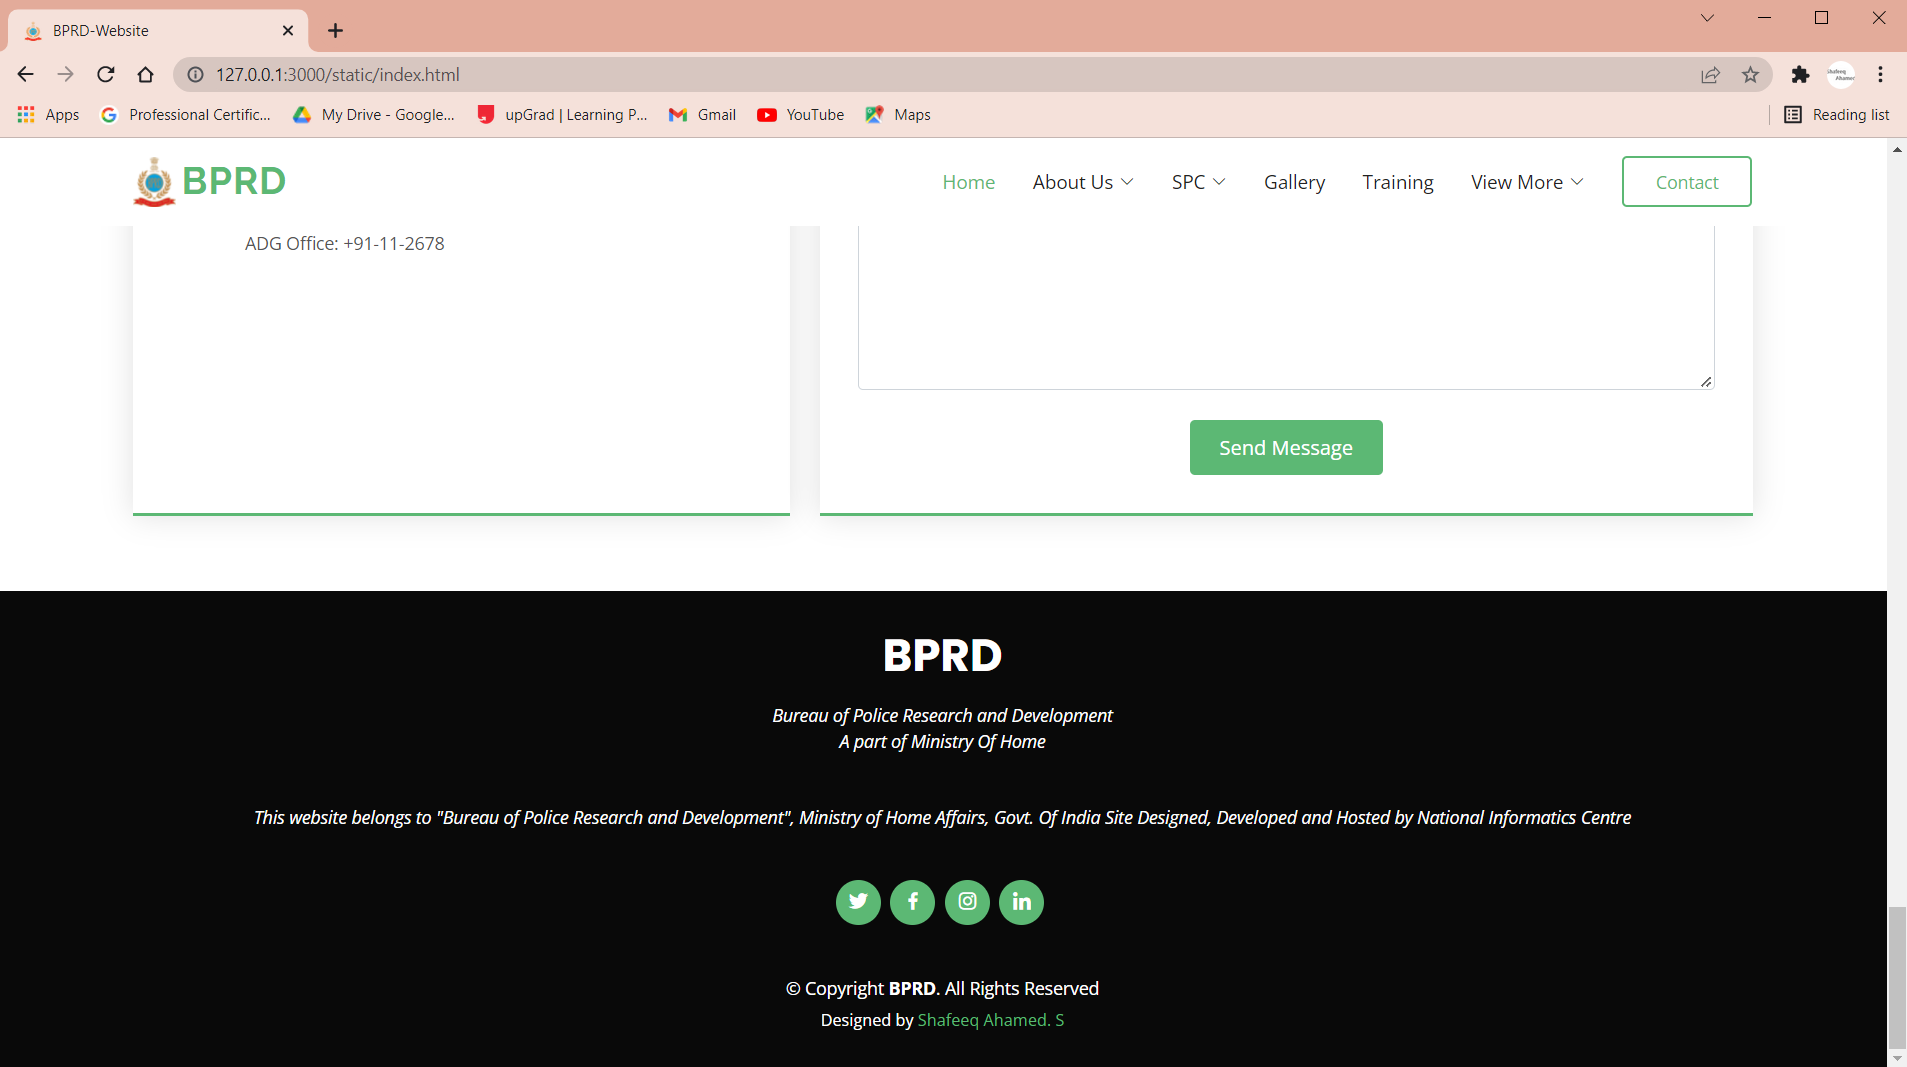 BPRD-Website
127.0.0.1:3000/static/index.html
Apps
Professional Certific...
My Drive - Google...
upGrad | Learning P...
Gmail
YouTube
Maps
Reading list
BPRD
Home
About Us
SPC
Gallery
Training
View More
Contact
ADG Office: +91-11-2678
Send Message
BPRD
Bureau of Police Research and Development
A part of Ministry Of Home
This website belongs to "Bureau of Police Research and Development", Ministry of Home Affairs, Govt. Of India Site Designed, Developed and Hosted by National Informatics Centre
© Copyright BPRD. All Rights Reserved
Designed by Shafeeq Ahamed. S